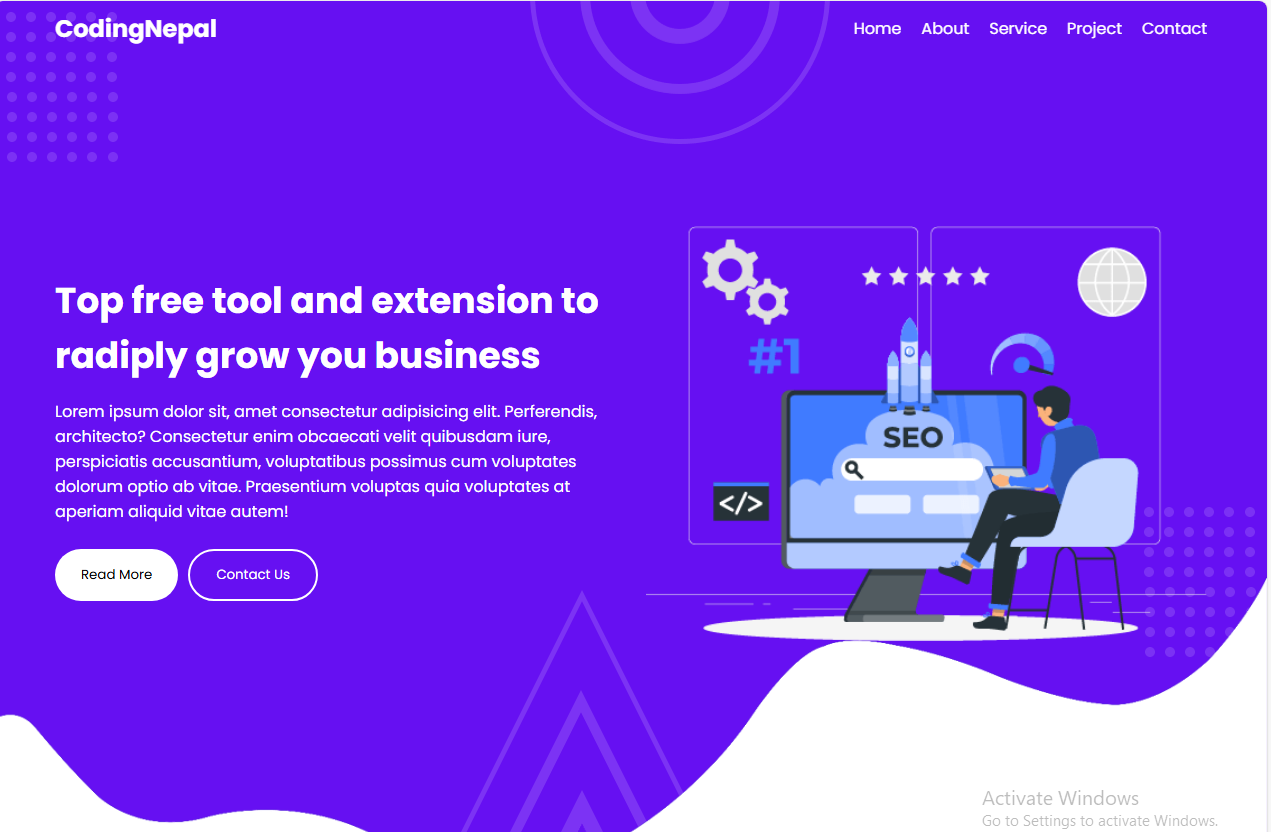 CodingNepal
Home About Service Project Contact
Top free tool and extension to
radiply grow you business
Lorem ipsum dolor sit, amet consectetur adipisicing elit. Perferendis,
architecto? Consectetur enim obcaecati velit quibusdam iure,
perspiciatis accusantium, voluptatibus possimus cum voluptates
dolorum optio ab vitae. Praesentium voluptas quia voluptates at
aperiam aliquid vitae autem!
Read More Contact Us
#1
SEO
</>
Activate Windows
Go to Settings to activate Windows.